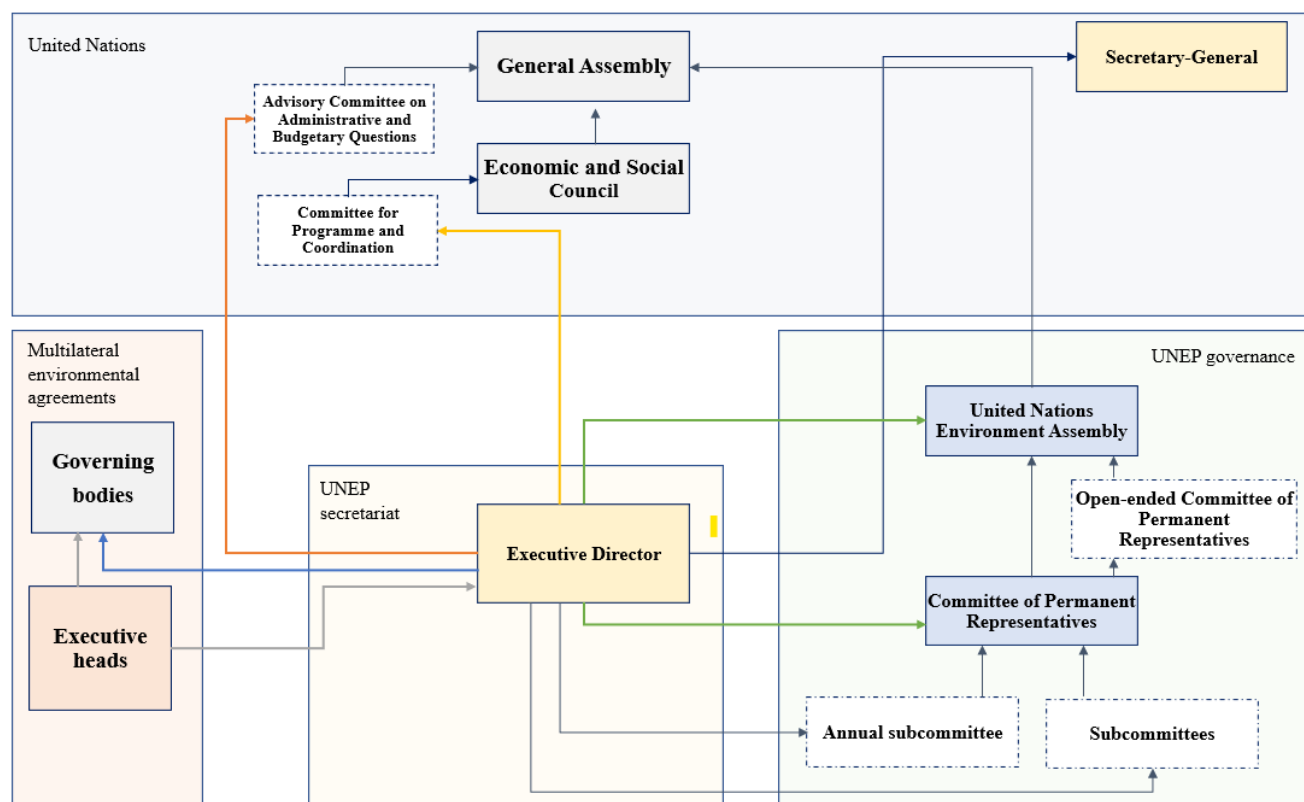 United Nations
General Assembly
Secretary-General
Advisory Committee on
Administrative and
Budgetary Questions
Economic and Social
Council
Committee for
Programme and
Coordination
Multilateral
environmental
agreements
UNEP governance
United Nations
Environment Assembly
Governing
bodies
UNEP
secretariat
Open-ended Committee of
Permanent
Representatives
Executive Director
Committee of Permanent
Representatives
Executive
heads
Annual subcommittee
Subcommittees